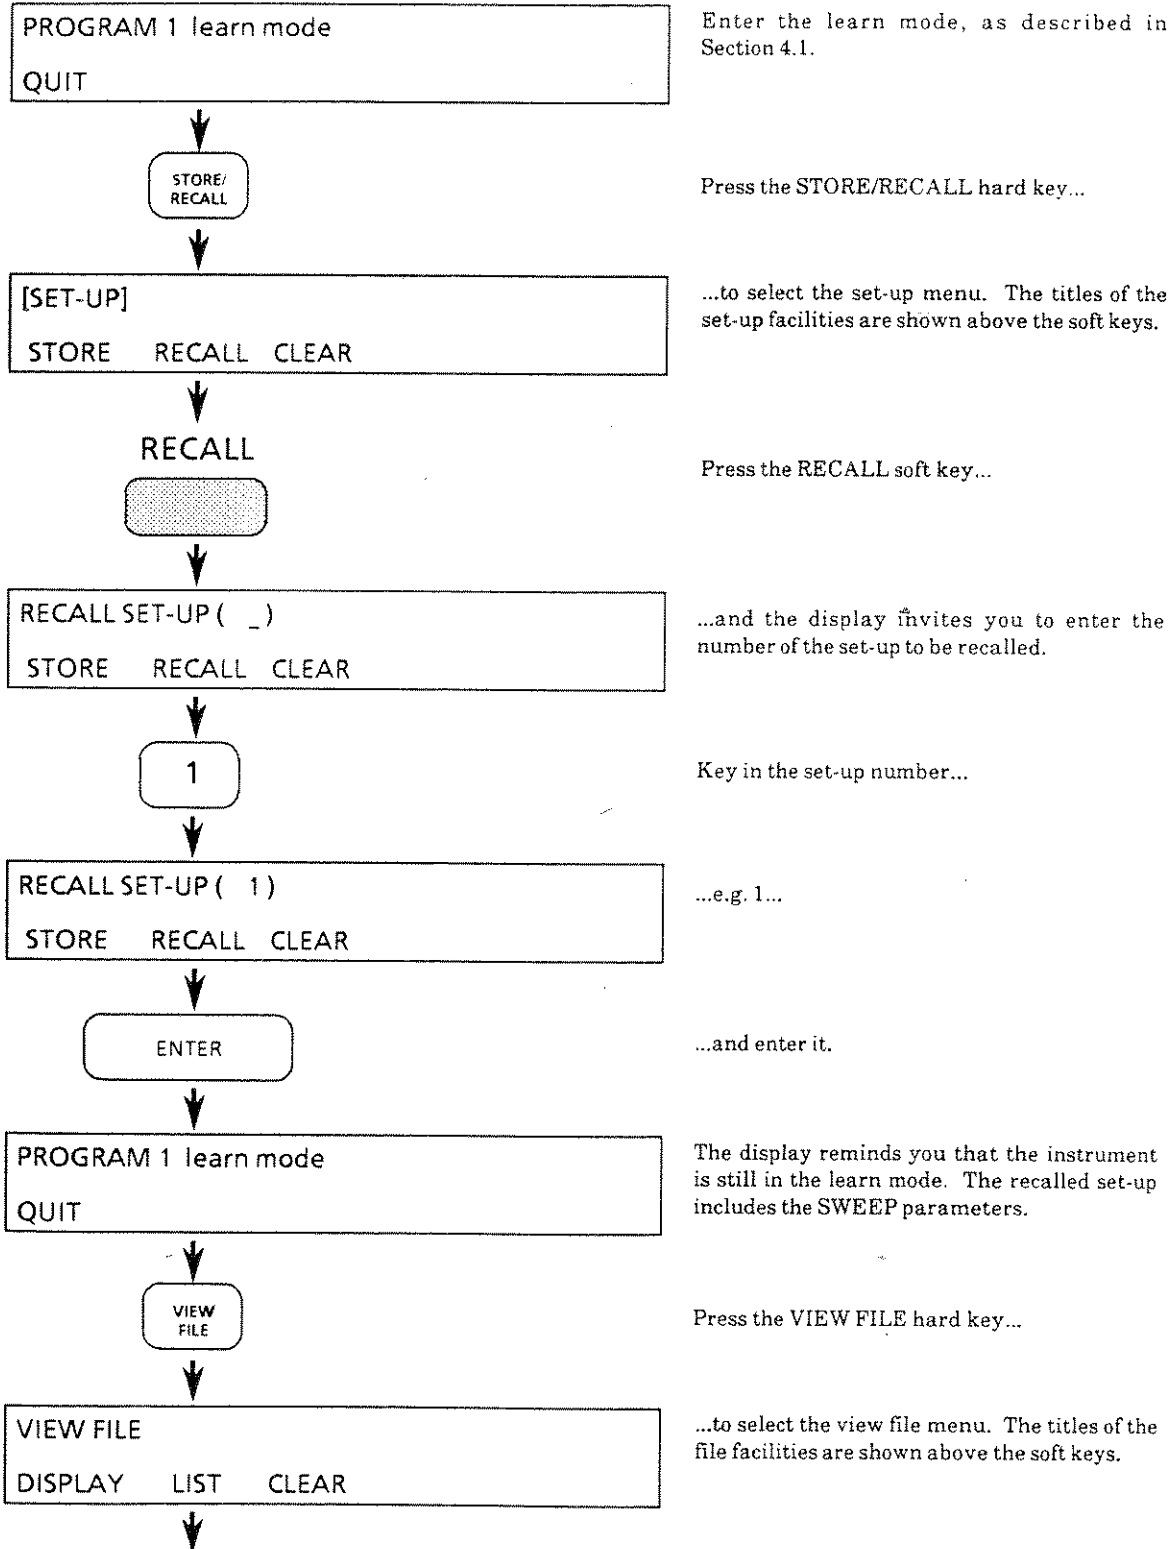 PROGRAM 1 learn mode
QUIT
Enter the learn mode, as described in
Section 4.1.
STORE/
RECALL
Press the STORE/RECALL hard key...
[SET-UP]
STORE RECALL CLEAR
...to select the set-up menu. The titles of the
set-up facilities are shown above the soft keys.
RECALL
Press the RECALL soft key...
RECALL SET-UP ( _ )
STORE RECALL CLEAR
...and the display invites you to enter the
number of the set-up to be recalled.
1
Key in the set-up number...
RECALL SET-UP ( 1 )
STORE RECALL CLEAR
...e.g. 1...
ENTER
...and enter it.
PROGRAM 1 learn mode
QUIT
The display reminds you that the instrument
is still in the learn mode. The recalled set-up
includes the SWEEP parameters.
VIEW
FILE
Press the VIEW FILE hard key...
VIEW FILE
DISPLAY LIST CLEAR
...to select the view file menu. The titles of the
file facilities are shown above the soft keys.